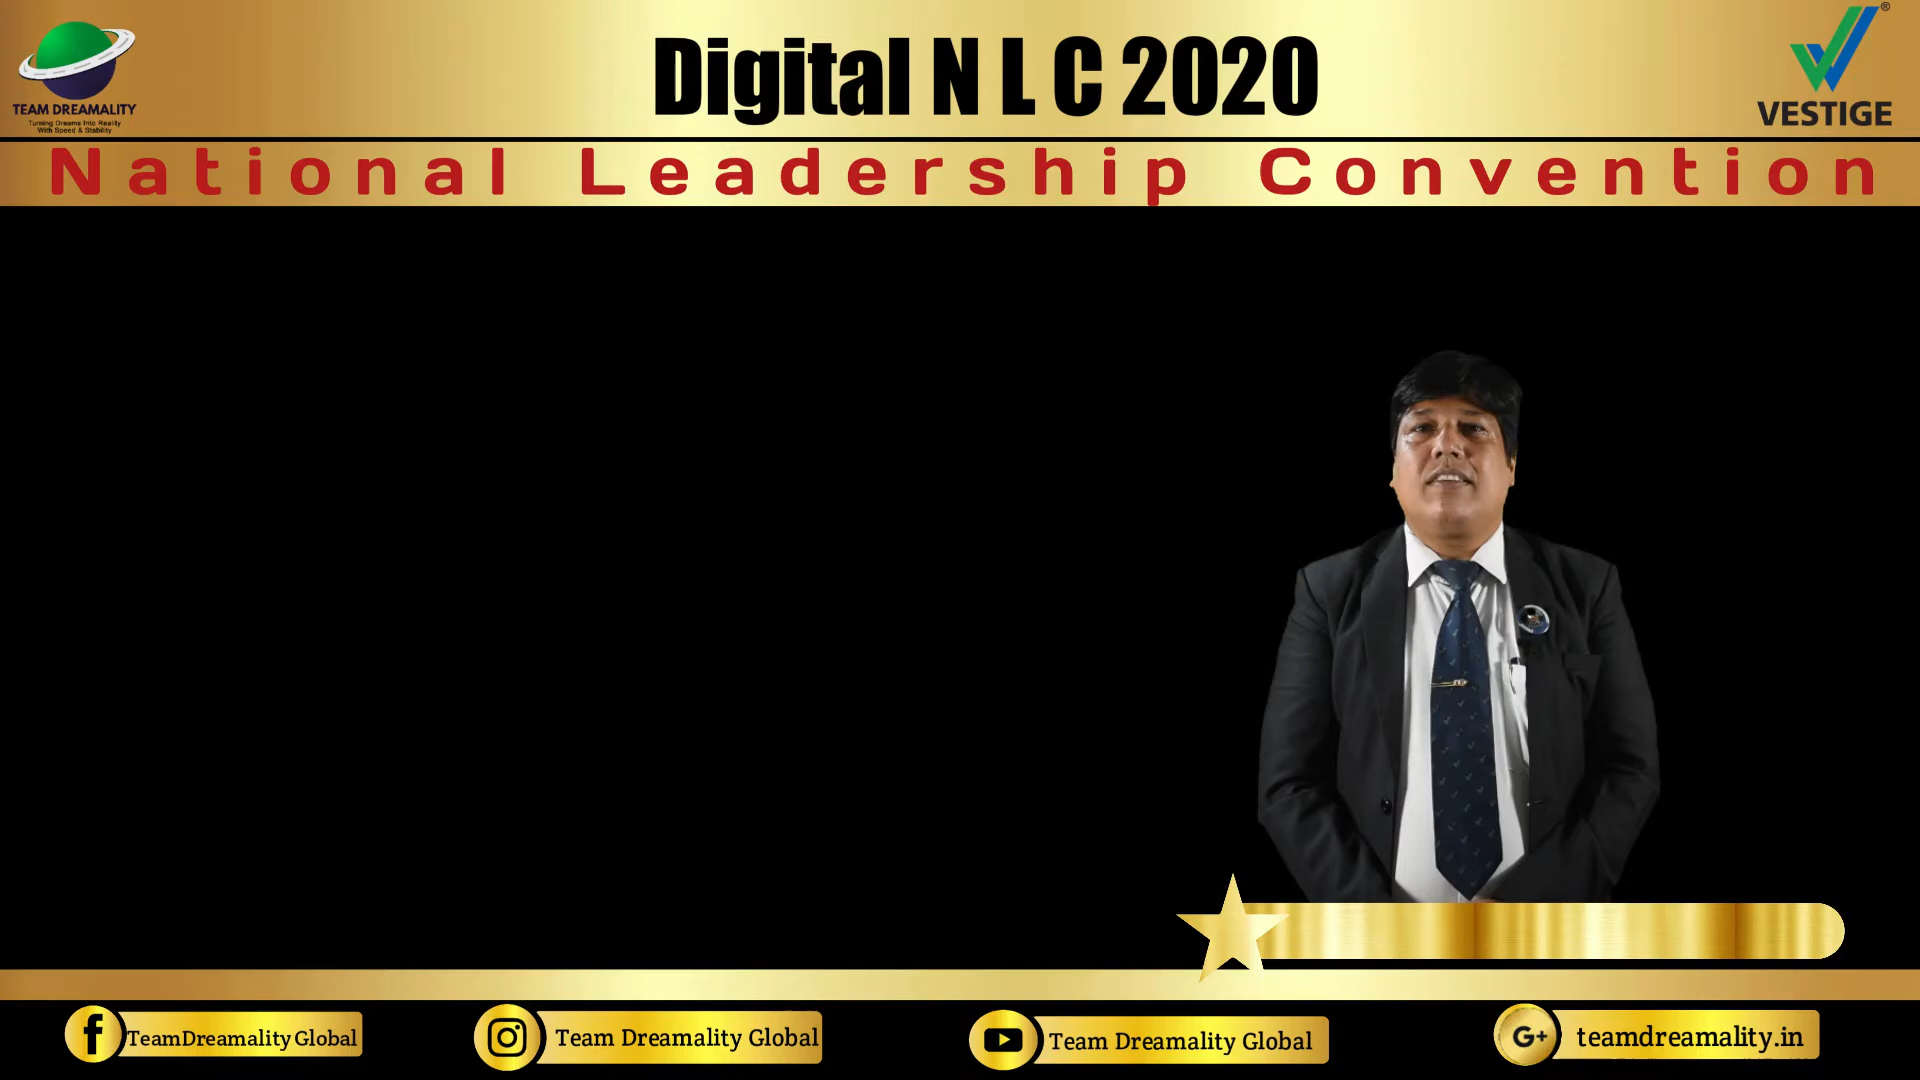 Digital N L C 2020
TEAM DREAMALITY
Turning Dreams Into Reality
With Speed & Stability
®
VESTIGE
National Leadership Convention
f TeamDreamality Global
Team Dreamality Global
Team Dreamality Global
G+ teamdreamality.in